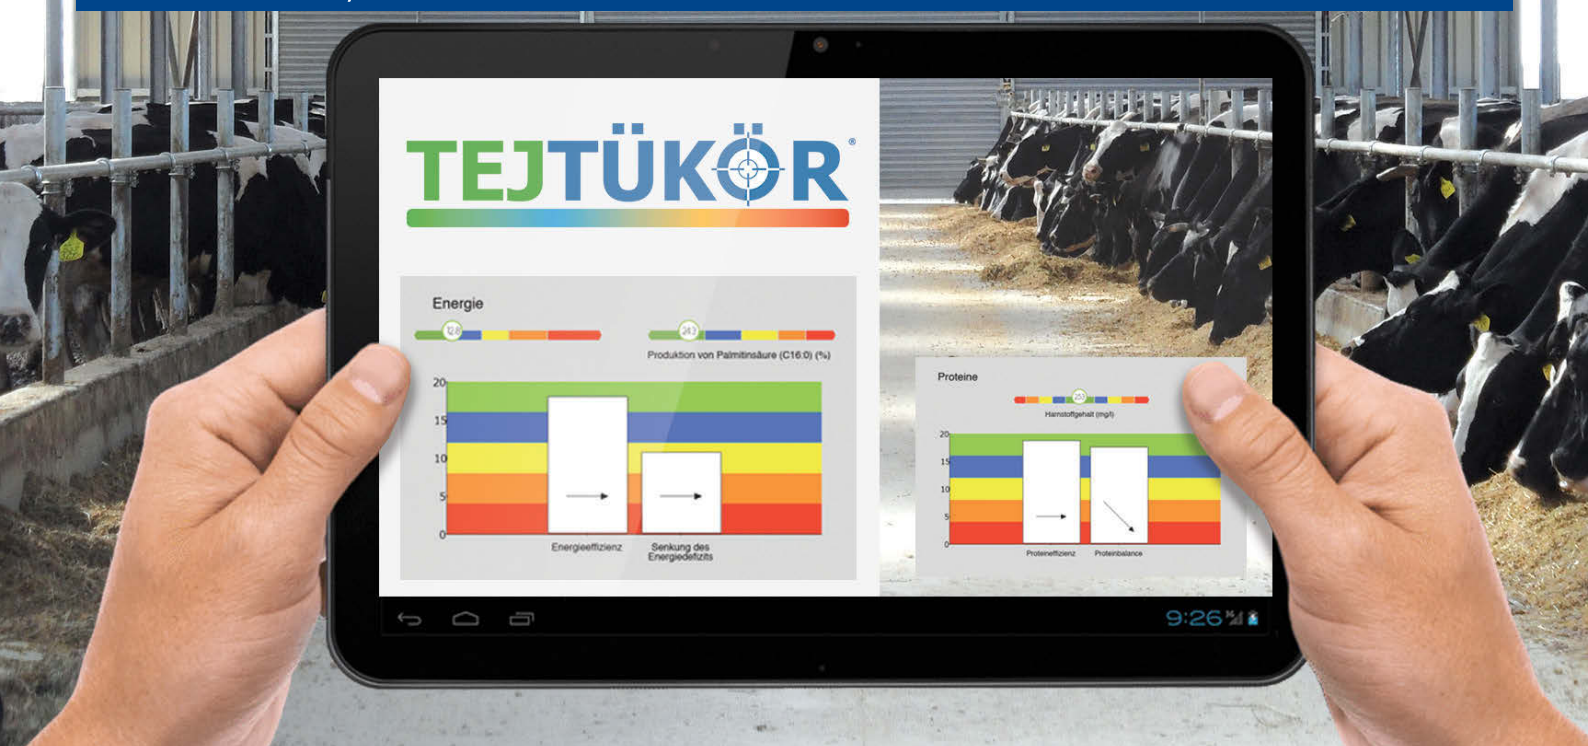 TEJTÜKÖR®
Energie
12.6
24.3
Produktion von Palmitinsäure (C16:0) (%)
20
15
10
5
0
Energieeffizienz
Senkung des
Energiedefizits
Proteine
Harnstoffgehalt (mg/l)
20
15
10
5
0
Proteineffizienz
Proteinbalance
9:26